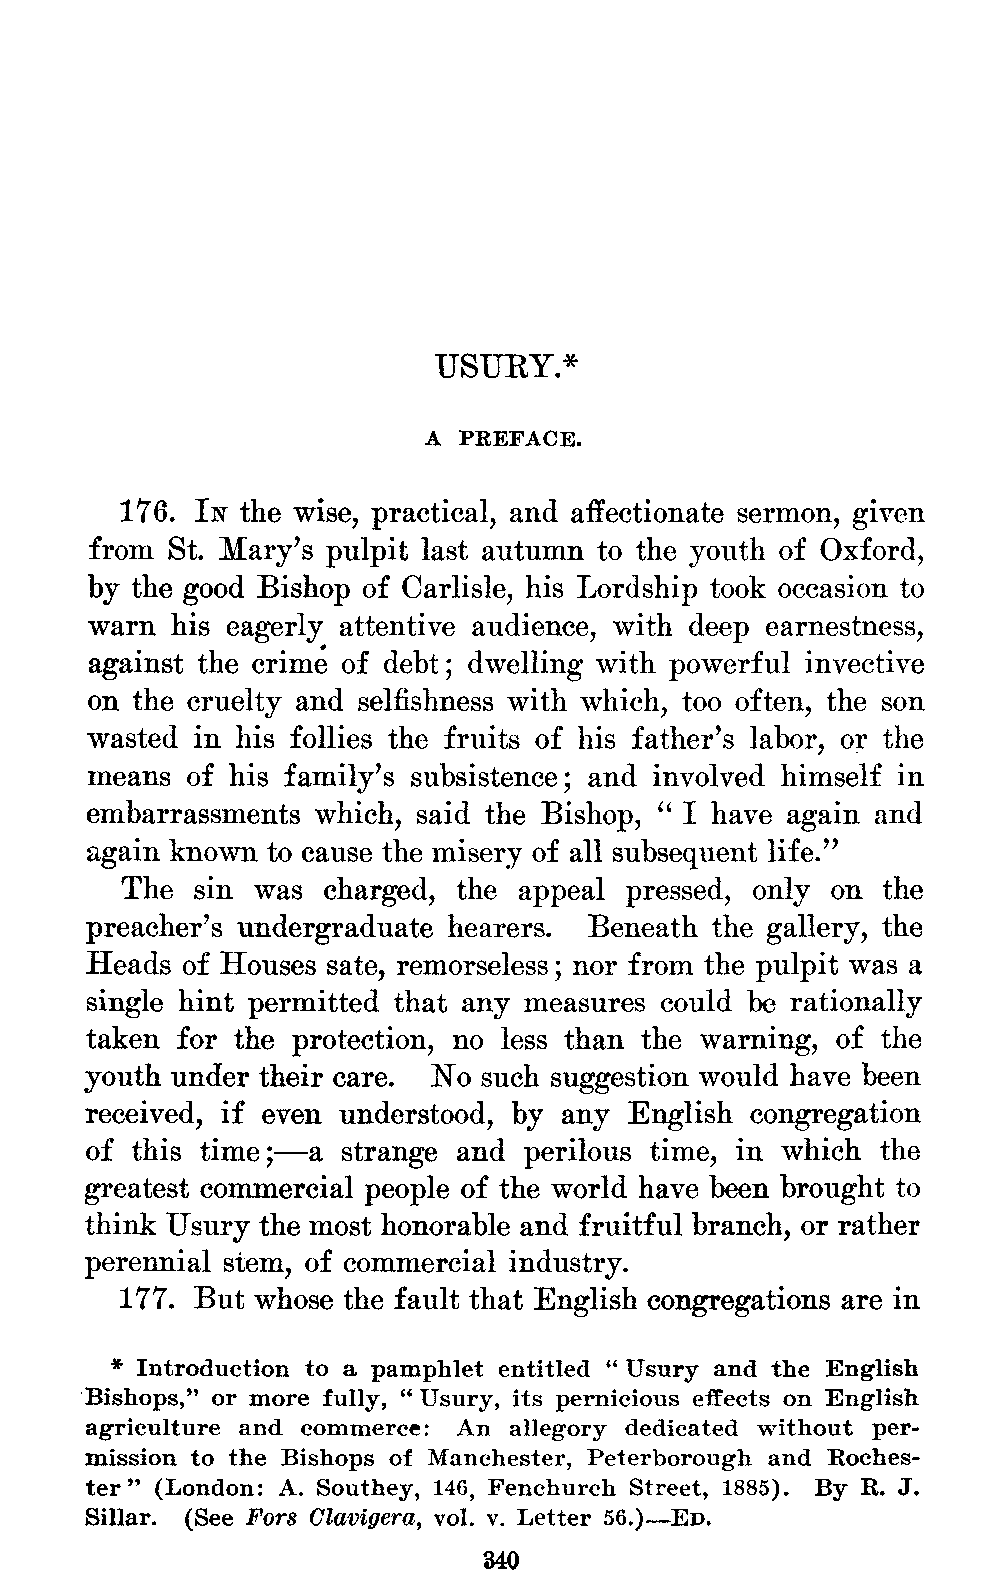 USURY.*
A PREFACE.
176. IN the wise, practical, and affectionate sermon, given
from St. Mary's pulpit last autumn to the youth of Oxford,
by the good Bishop of Carlisle, his Lordship took occasion to
warn his eagerly attentive audience, with deep earnestness,
against the crime of debt; dwelling with powerful invective
on the cruelty and selfishness with which, too often, the son
wasted in his follies the fruits of his father's labor, or the
means of his family's subsistence; and involved himself in
embarrassments which, said the Bishop, “ I have again and
again known to cause the misery of all subsequent life.”
The sin was charged, the appeal pressed, only on the
preacher's undergraduate hearers. Beneath the gallery, the
Heads of Houses sate, remorseless; nor from the pulpit was a
single hint permitted that any measures could be rationally
taken for the protection, no less than the warning, of the
youth under their care. No such suggestion would have been
received, if even understood, by any English congregation
of this time;—a strange and perilous time, in which the
greatest commercial people of the world have been brought to
think Usury the most honorable and fruitful branch, or rather
perennial stem, of commercial industry.
177. But whose the fault that English congregations are in
* Introduction to a pamphlet entitled “ Usury and the English
Bishops,” or more fully, “ Usury, its pernicious effects on English
agriculture and commerce: An allegory dedicated without per-
mission to the Bishops of Manchester, Peterborough and Roches-
ter ” (London: A. Southey, 146, Fenchurch Street, 1885). By R. J.
Sillar. (See Fors Clavigera, vol. v. Letter 56.)—ED.
340